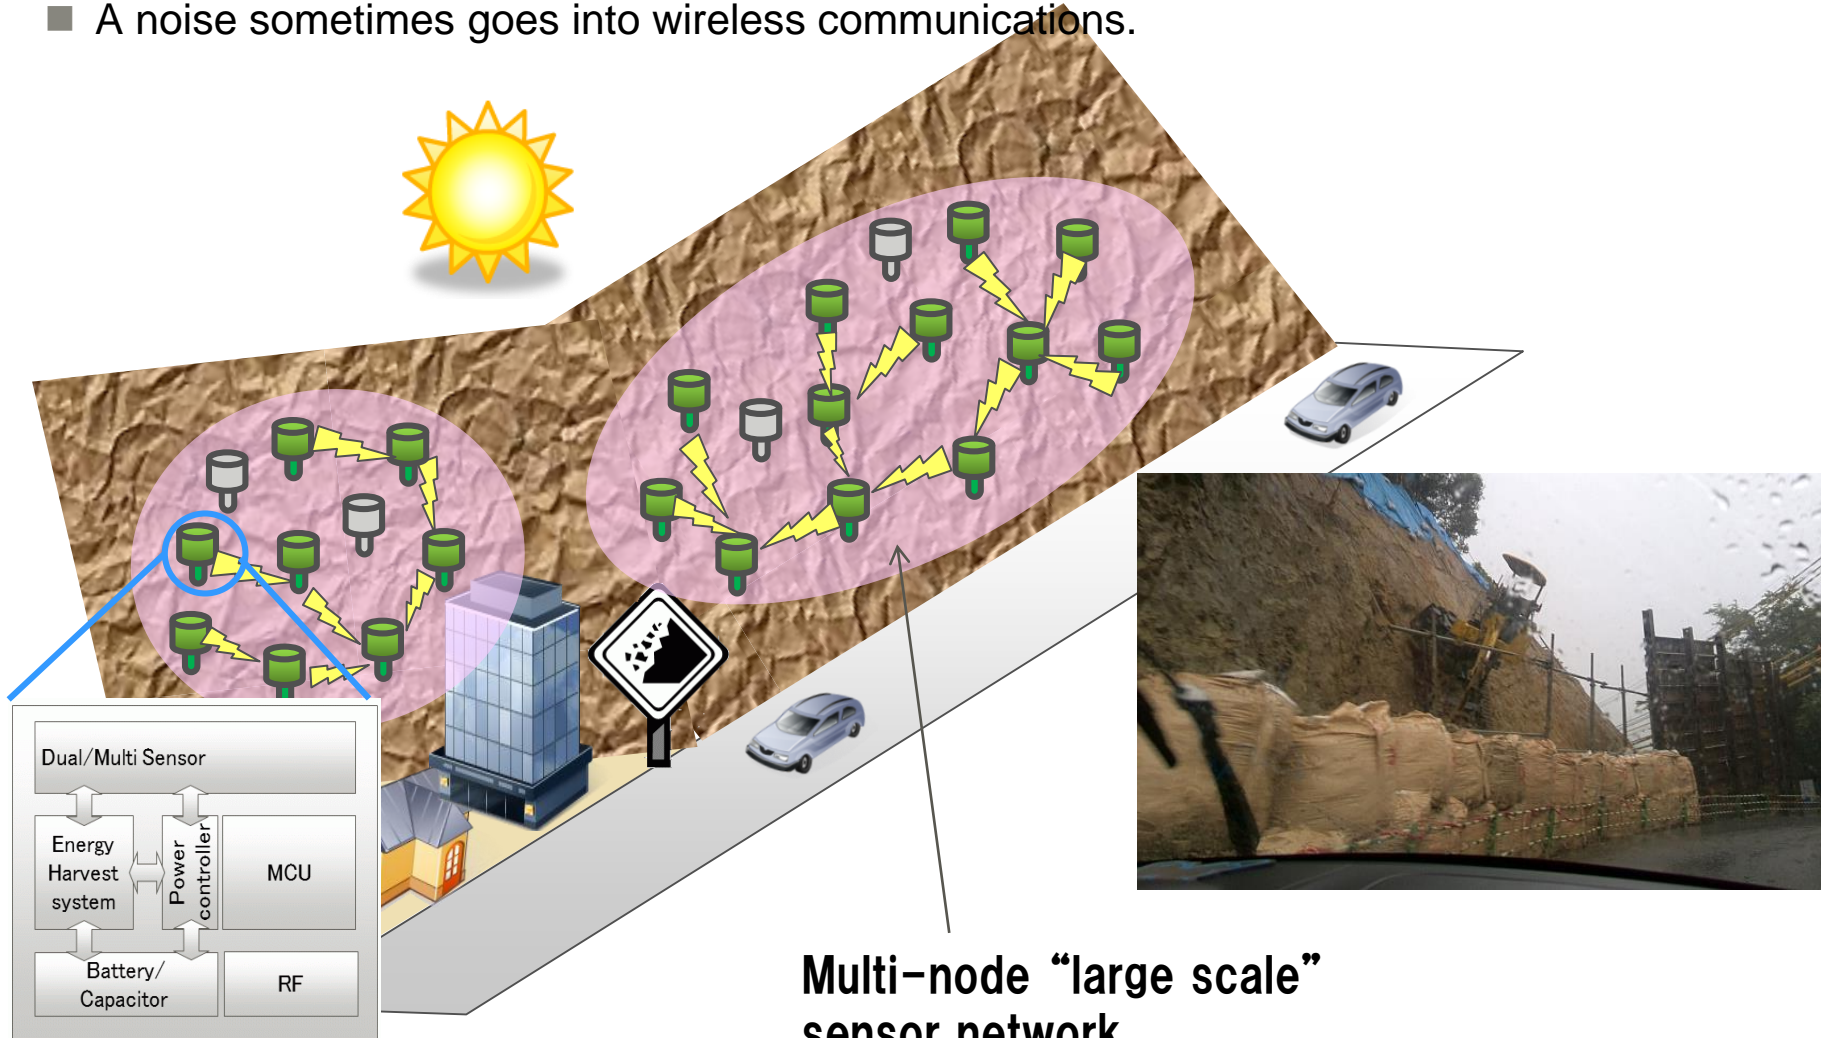 A noise sometimes goes into wireless communications.
Dual/Multi Sensor
Energy
Harvest
system
Power
controller
MCU
Battery/
Capacitor
RF
Multi-node “large scale”
sensor network